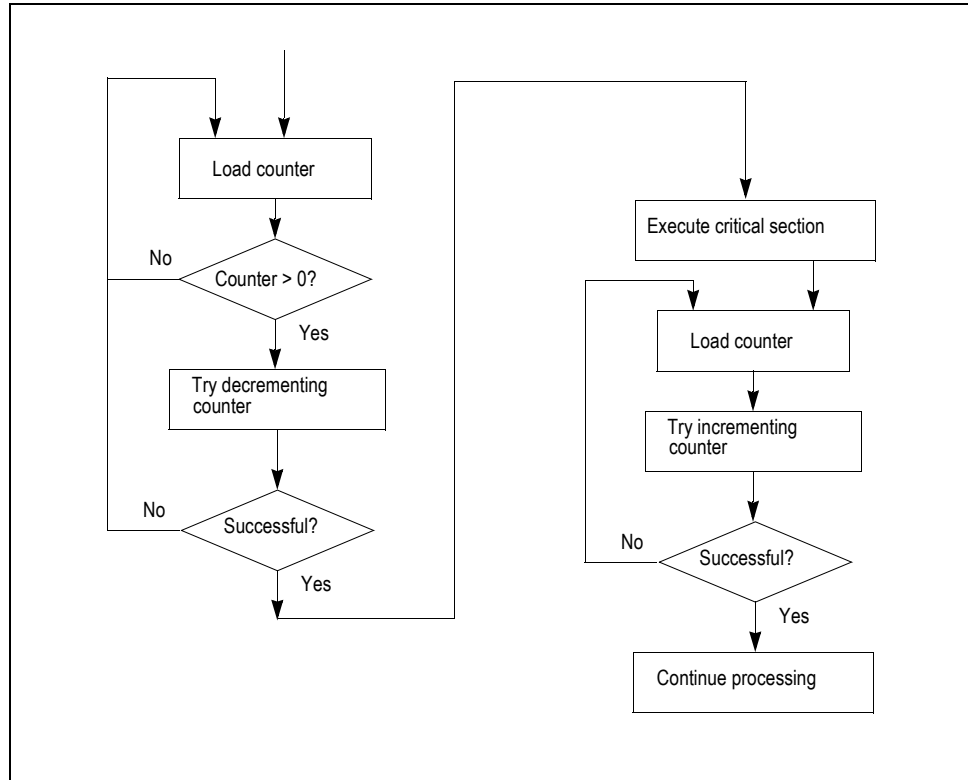 Load counter
No
Counter > 0?
Yes
Try decrementing
counter
No
Successful?
Yes
Execute critical section
Load counter
Try incrementing
counter
No
Successful?
Yes
Continue processing